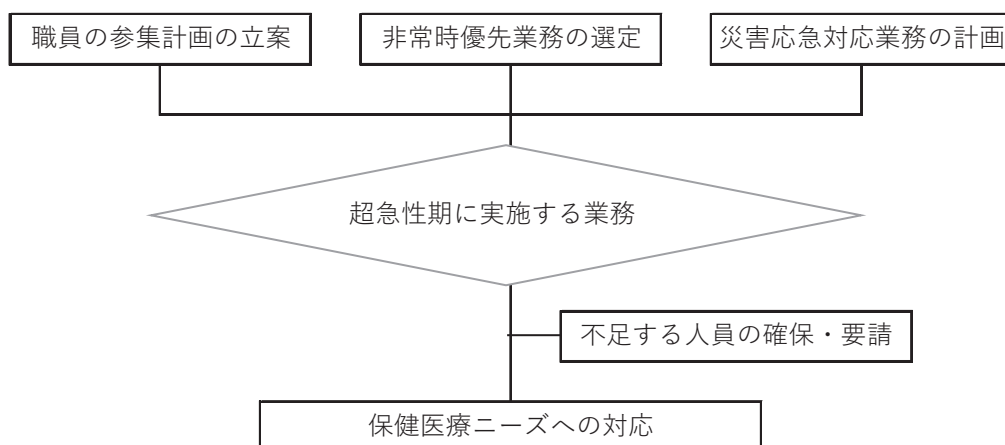 職員の参集計画の立案
非常時優先業務の選定
災害応急対応業務の計画
超急性期に実施する業務
不足する人員の確保・要請
保健医療ニーズへの対応